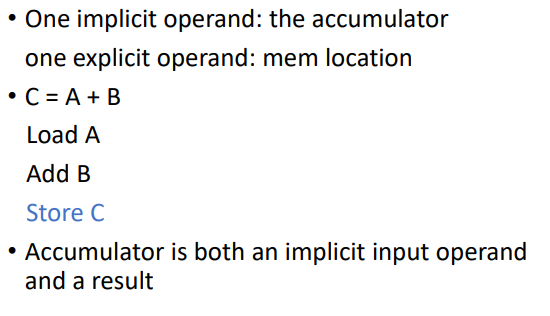 • One implicit operand: the accumulator
one explicit operand: mem location
• C = A + B
Load A
Add B
Store C
• Accumulator is both an implicit input operand
and a result